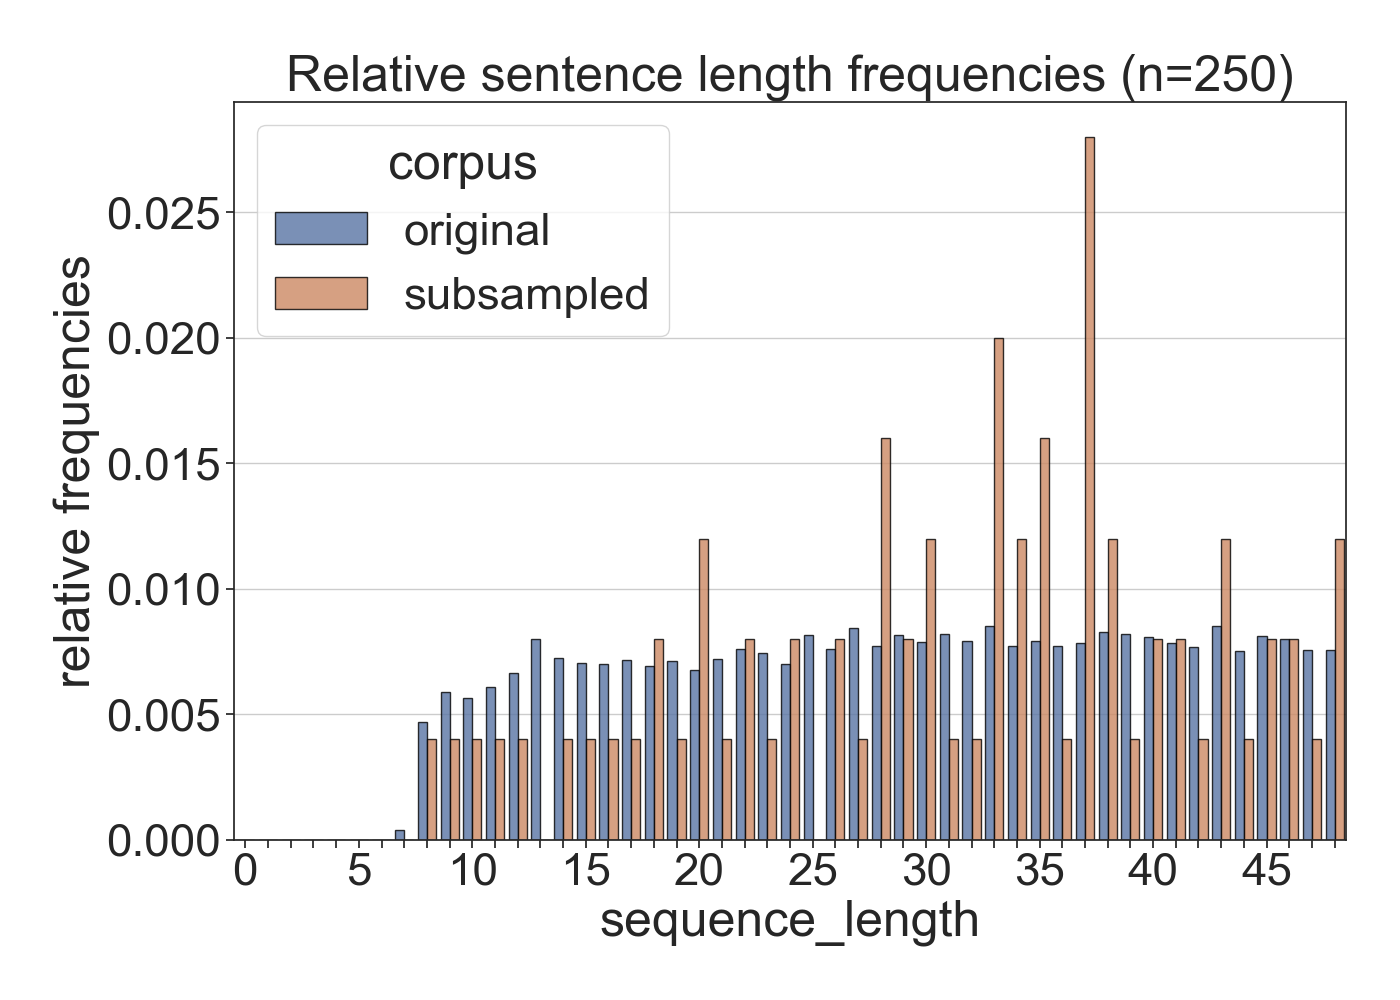 Relative sentence length frequencies (n=250)
corpus
original
subsampled
relative frequencies
0.025
0.020
0.015
0.010
0.005
0.000
0 5 10 15 20 25 30 35 40 45
sequence_length